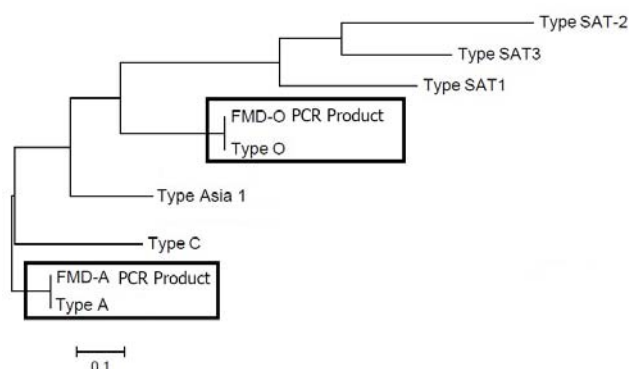 Type SAT-2
Type SAT3
Type SAT1
FMD-O PCR Product
Type O
Type Asia 1
Type C
FMD-A PCR Product
Type A
0.1